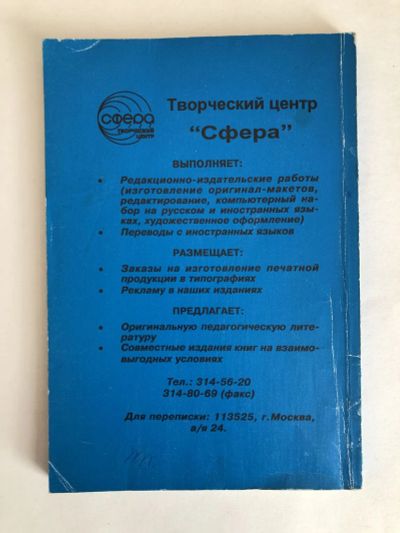 сфера
ТВОРЧЕСКИЙ
ЦЕНТР
Творческий центр
"Сфера"
ВЫПОЛНЯЕТ:
• Редакционно-издательские работы
(изготовление оригинал-макетов,
редактирование, компьютерный на-
бор на русском и иностранных язы-
ках, художественное оформление)
• Переводы с иностранных языков
РАЗМЕЩАЕТ:
• Заказы на изготовление печатной
продукции в типографиях
• Рекламу в наших изданиях
ПРЕДЛАГАЕТ:
• Оригинальную педагогическую лите-
ратуру
• Совместные издания книг на взаимо-
выгодных условиях
Тел.: 314-56-20
314-80-69 (факс)
Для переписки: 113525, г.Москва,
а/я 24.